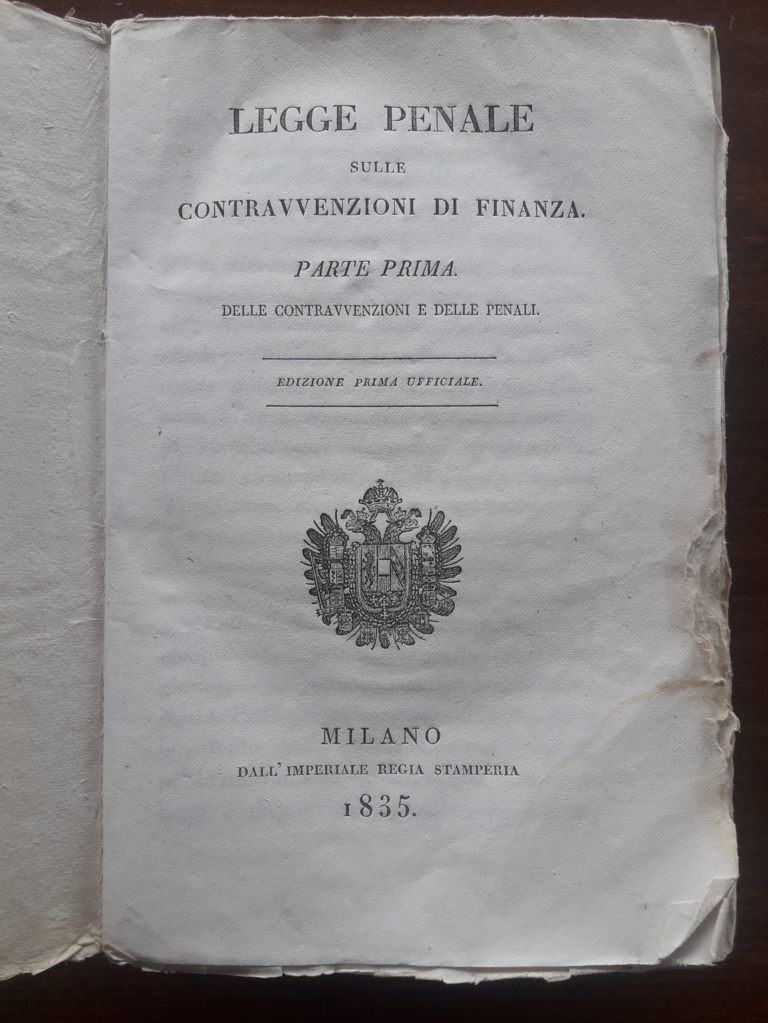 LEGGE PENALE
SULLE
CONTRAVVENZIONI DI FINANZA.
PARTE PRIMA.
DELLE CONTRAVVENZIONI E DELLE PENALI.
EDIZIONE PRIMA UFFICIALE.
MILANO
DALL' IMPERIALE REGIA STAMPERIA
1835.